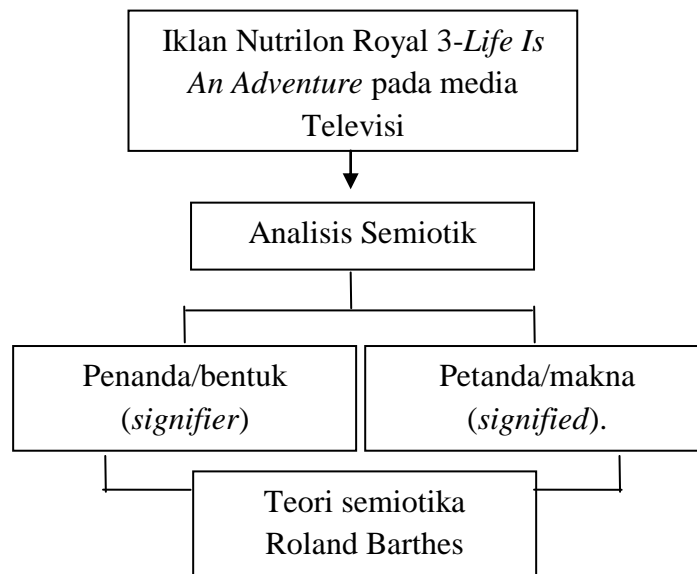 Iklan Nutrilon Royal 3-Life Is
An Adventure pada media
Televisi
Analisis Semiotik
Penanda/bentuk
(signifier)
Petanda/makna
(signified).
Teori semiotika
Roland Barthes